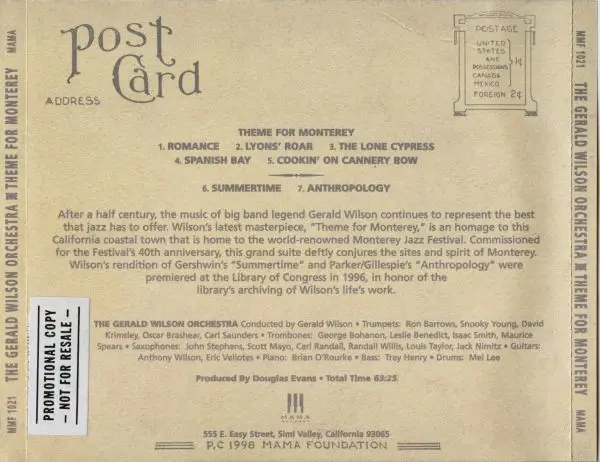 post
Card
ADDRESS
POSTAGE
UNITED
STATES
AND
POSSESSIONS
CANADA
MEXICO
1¢
FOREIGN 2¢
THEME FOR MONTEREY
1. ROMANCE 2. LYONS' ROAR 3. THE LONE CYPRESS
4. SPANISH BAY 5. COOKIN' ON CANNERY ROW
6. SUMMERTIME 7. ANTHROPOLOGY
After a half century, the music of big band legend Gerald Wilson continues to represent the best
that jazz has to offer. Wilson's latest masterpiece, "Theme for Monterey," is an homage to this
California coastal town that is home to the world-renowned Monterey Jazz Festival. Commissioned
for the Festival's 40th anniversary, this grand suite deftly conjures the sites and spirit of Monterey.
Wilson's rendition of Gershwin's "Summertime" and Parker/Gillespie's "Anthropology" were
premiered at the Library of Congress in 1996, in honor of the
library's archiving of Wilson's life's work.
THE GERALD WILSON ORCHESTRA Conducted by Gerald Wilson • Trumpets: Ron Barrows, Snooky Young, David
Krimsley, Oscar Brashear, Carl Saunders • Trombones: George Bohanon, Leslie Benedict, Isaac Smith, Maurice
Spears • Saxophones: John Stephens, Scott Mayo, Carl Randall, Randall Willis, Louis Taylor, Jack Nimitz • Guitars:
Anthony Wilson, Eric Veliotes • Piano: Brian O'Rourke • Bass: Trey Henry • Drums: Mel Lee
Produced By Douglas Evans • Total Time 63:25
MAMA
RECORDS
555 E. Easy Street, Simi Valley, California 93065
P,C 1998 MAMA FOUNDATION
PROMOTIONAL COPY
– NOT FOR RESALE –
MMF 1021 THE GERALD WILSON ORCHESTRA THEME FOR MONTEREY MAMA
MMF 1021 THE GERALD WILSON ORCHESTRA THEME FOR MONTEREY MAMA